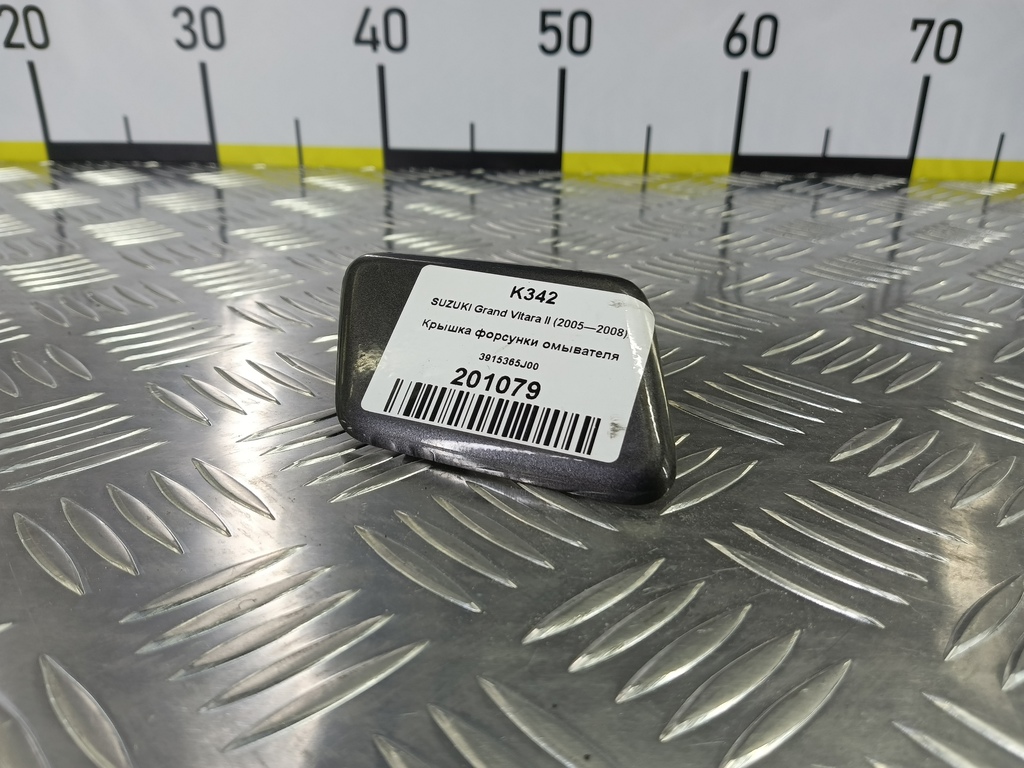 20 30 40 50 60 70
K342
SUZUKI Grand Vitara II (2005—2008)
Крышка форсунки омывателя
3915365J00
201079